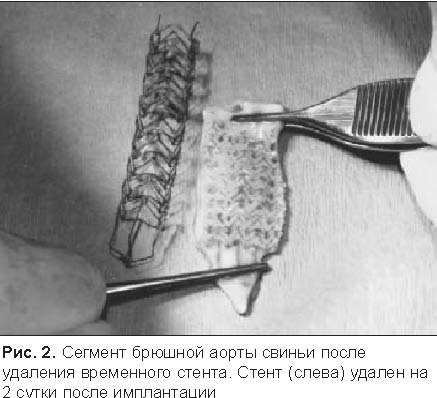 Рис. 2. Сегмент брюшной аорты свиньи после
удаления временного стента. Стент (слева) удален на
2 сутки после имплантации